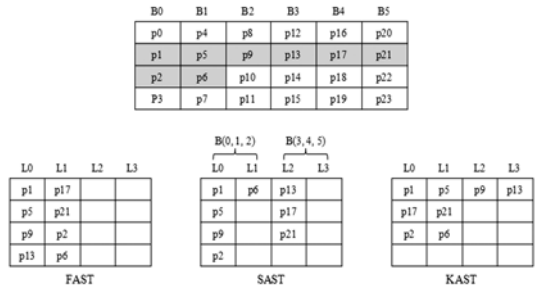 B0 B1 B2 B3 B4 B5
p0 p4 p8 p12 p16 p20
p1 p5 p9 p13 p17 p21
p2 p6 p10 p14 p18 p22
P3 p7 p11 p15 p19 p23
B(0, 1, 2) B(3, 4, 5)
L0 L1 L2 L3 L0 L1 L2 L3 L0 L1 L2 L3
p1 p17 p1 p6 p13 p1 p5 p9 p13
p5 p21 p5 p17 p17 p21
p9 p2 p9 p21 p2 p6
p13 p6 p2
FAST SAST KAST